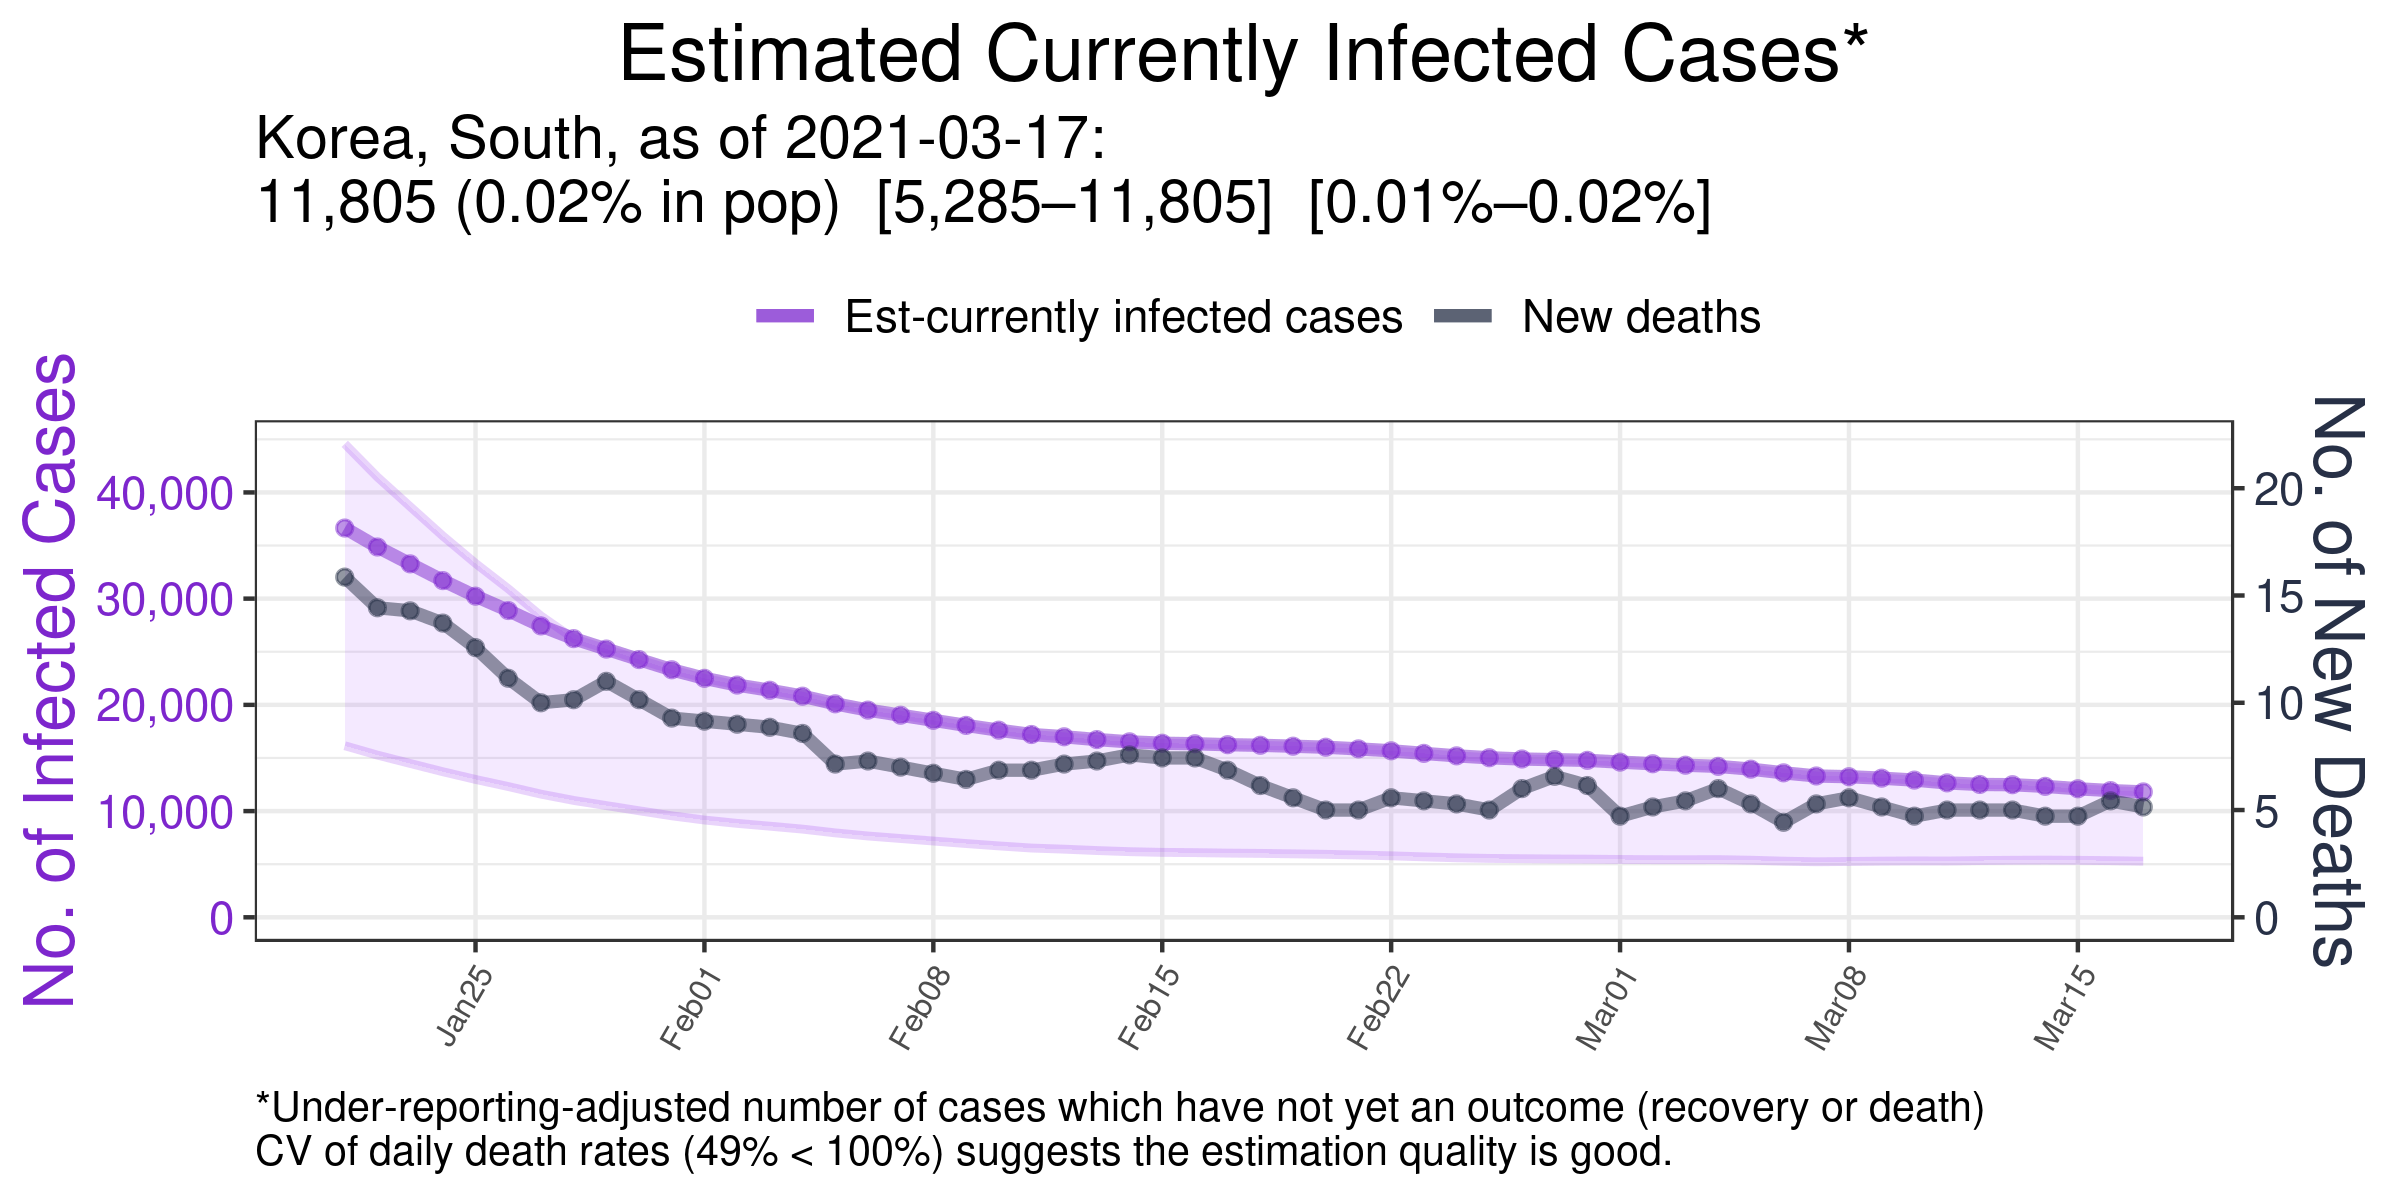 Estimated Currently Infected Cases*
Korea, South, as of 2021-03-17:
11,805 (0.02% in pop)  [5,285–11,805]  [0.01%–0.02%]
Est-currently infected cases
New deaths
No. of Infected Cases
40,000
30,000
20,000
10,000
0
20
15
10
5
0
No. of New Deaths
Jan25
Feb01
Feb08
Feb15
Feb22
Mar01
Mar08
Mar15
*Under-reporting-adjusted number of cases which have not yet an outcome (recovery or death)
CV of daily death rates (49% < 100%) suggests the estimation quality is good.